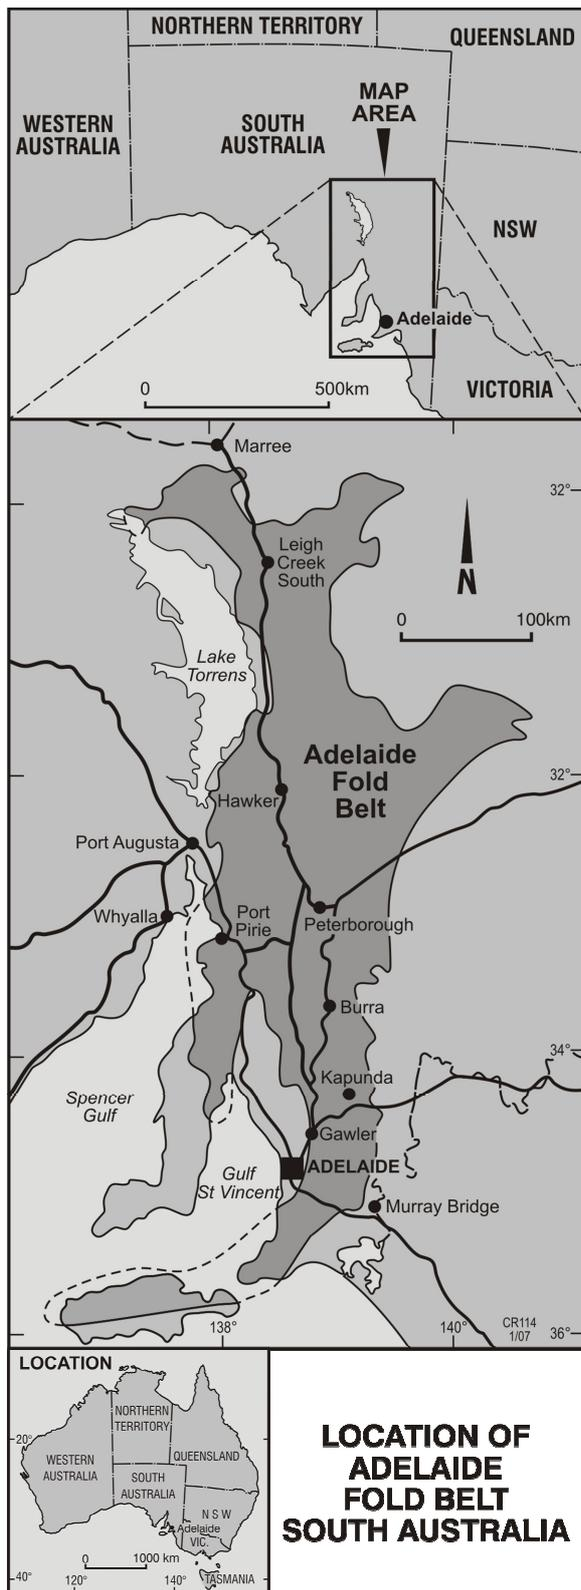 NORTHERN TERRITORY
QUEENSLAND
MAP
AREA
WESTERN
AUSTRALIA
SOUTH
AUSTRALIA
NSW
Adelaide
0 500km
VICTORIA
Marree
32°
Leigh
Creek
South
N
0 100km
Lake
Torrens
Adelaide
Fold
Belt
32°
Hawker
Port Augusta
Whyalla
Port
Pirie
Peterborough
Burra
34°
Kapunda
Spencer
Gulf
Gawler
ADELAIDE
Gulf
St Vincent
Murray Bridge
138°
140°
CR114
1/07
36°
LOCATION
NORTHERN
TERRITORY
20°
WESTERN
AUSTRALIA
QUEENSLAND
SOUTH
AUSTRALIA
N S W
Adelaide
VIC.
0 1000 km
40°
120°
140°
TASMANIA
LOCATION OF
ADELAIDE
FOLD BELT
SOUTH AUSTRALIA